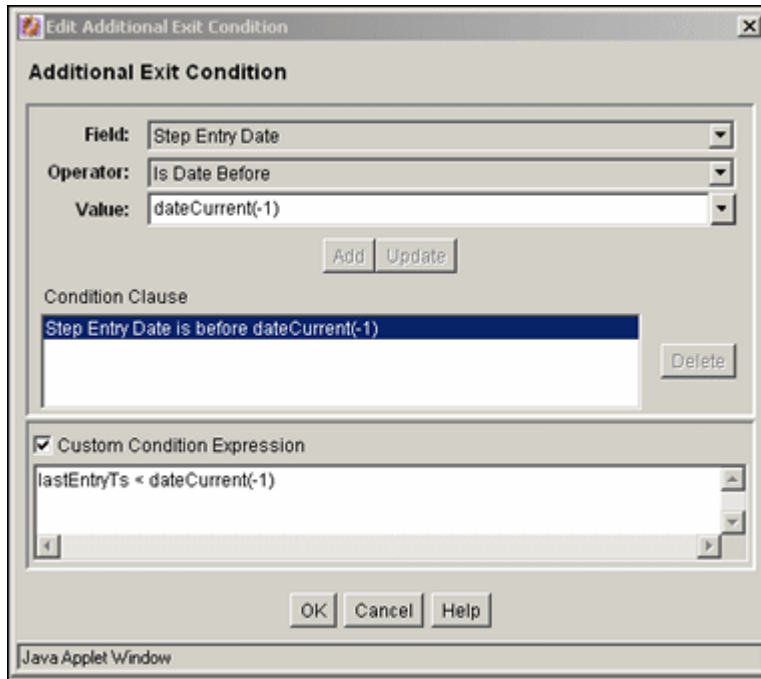 Edit Additional Exit Condition
Additional Exit Condition
Field: Step Entry Date
Operator: Is Date Before
Value: dateCurrent(-1)
Add Update
Condition Clause
Step Entry Date is before dateCurrent(-1)
Delete
Custom Condition Expression
lastEntryTs < dateCurrent(-1)
OK Cancel Help
Java Applet Window